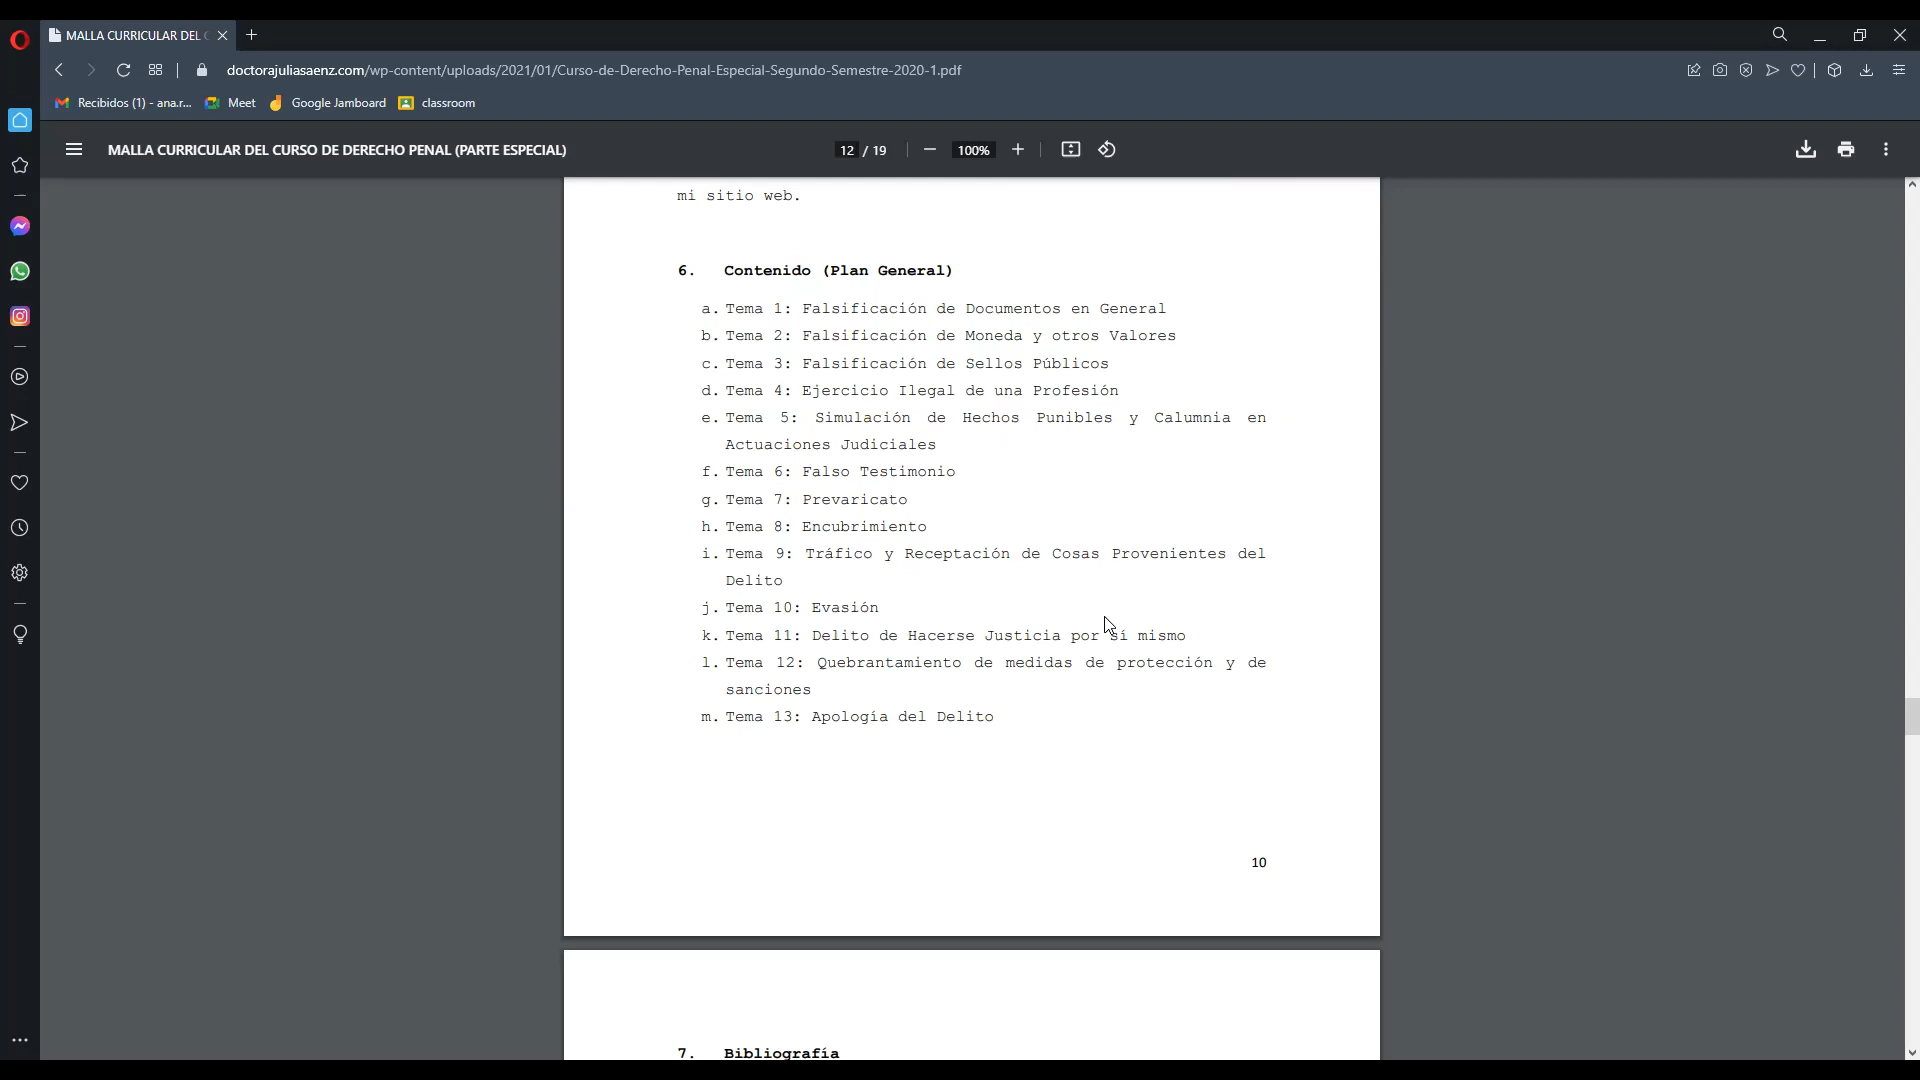 MALLA CURRICULAR DEL
doctorajuliasaenz.com/wp-content/uploads/2021/01/Curso-de-Derecho-Penal-Especial-Segundo-Semestre-2020-1.pdf
Recibidos (1) - ana.r... Meet Google Jamboard classroom
MALLA CURRICULAR DEL CURSO DE DERECHO PENAL (PARTE ESPECIAL) 12 / 19 100%
mi sitio web.
6. Contenido (Plan General)
a. Tema 1: Falsificación de Documentos en General
b. Tema 2: Falsificación de Moneda y otros Valores
c. Tema 3: Falsificación de Sellos Públicos
d. Tema 4: Ejercicio Ilegal de una Profesión
e. Tema 5: Simulación de Hechos Punibles y Calumnia en
Actuaciones Judiciales
f. Tema 6: Falso Testimonio
g. Tema 7: Prevaricato
h. Tema 8: Encubrimiento
i. Tema 9: Tráfico y Receptación de Cosas Provenientes del
Delito
j. Tema 10: Evasión
k. Tema 11: Delito de Hacerse Justicia por sí mismo
l. Tema 12: Quebrantamiento de medidas de protección y de
sanciones
m. Tema 13: Apología del Delito
10
7. Bibliografía